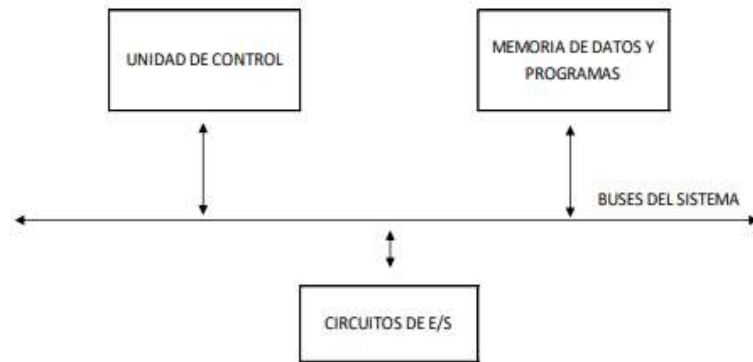 UNIDAD DE CONTROL
MEMORIA DE DATOS Y
PROGRAMAS
BUSES DEL SISTEMA
CIRCUITOS DE E/S